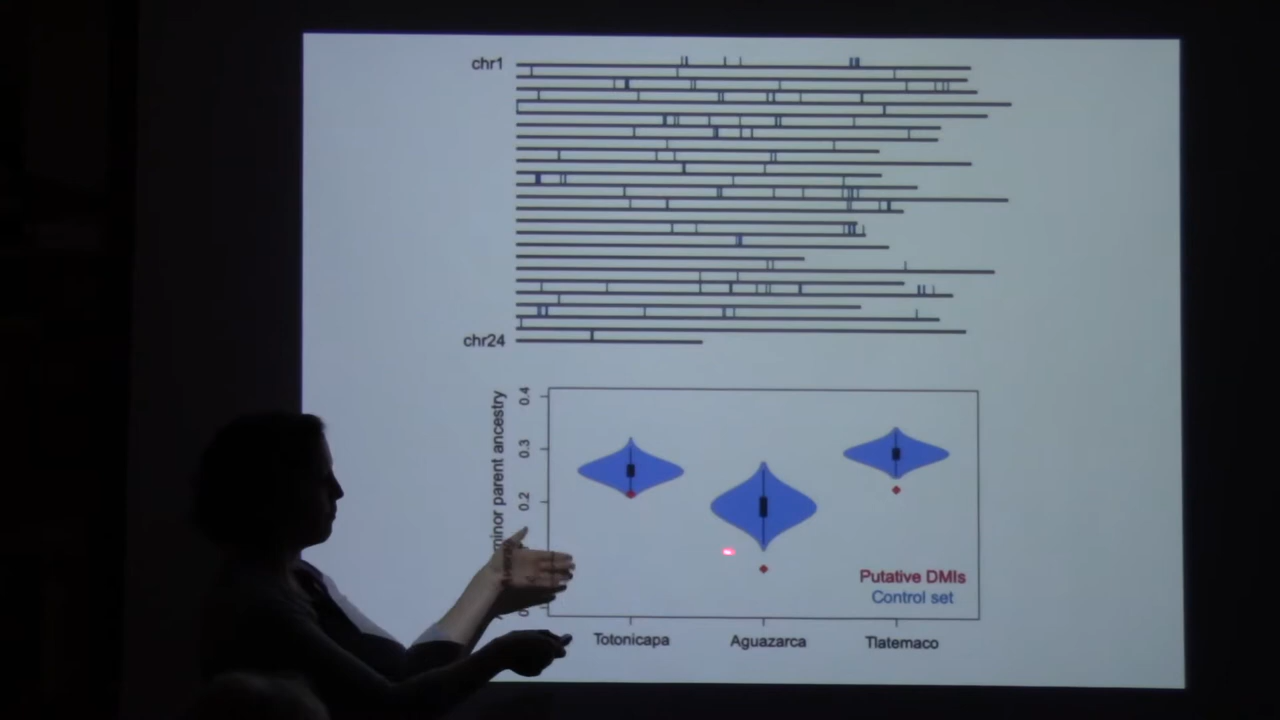 chr1
chr24
minor parent ancestry
0.4
0.3
0.2
Putative DMIs
Control set
Totonicapa
Aguazarca
Tlatemaco